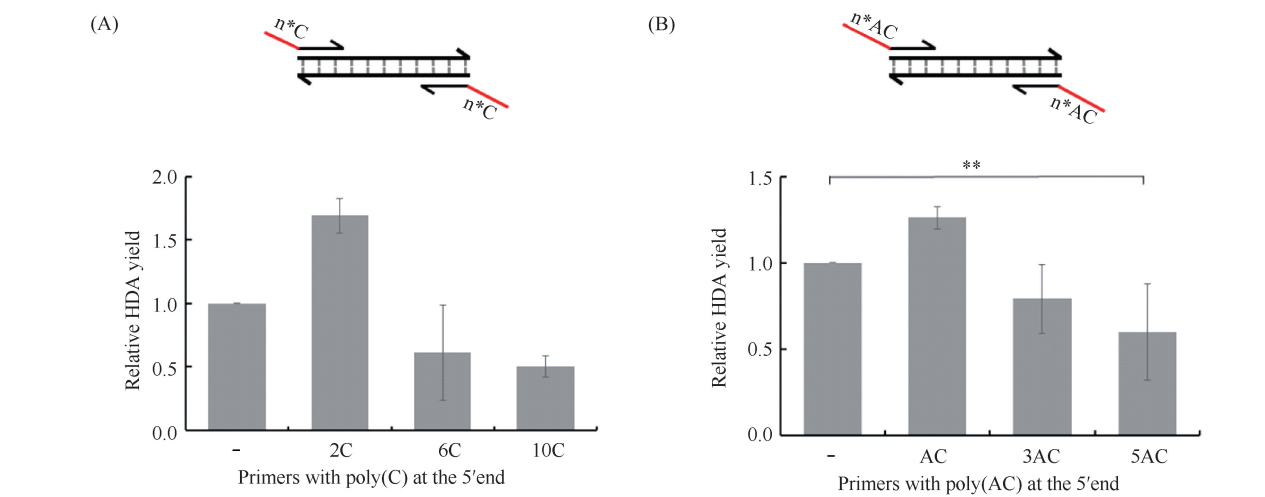 (A)
n*C
n*C
Relative HDA yield
2.0
1.5
1.0
0.5
0.0
–
2C
6C
10C
Primers with poly(C) at the 5′end
(B)
n*AC
n*AC
**
Relative HDA yield
1.5
1.0
0.5
0.0
–
AC
3AC
5AC
Primers with poly(AC) at the 5′end